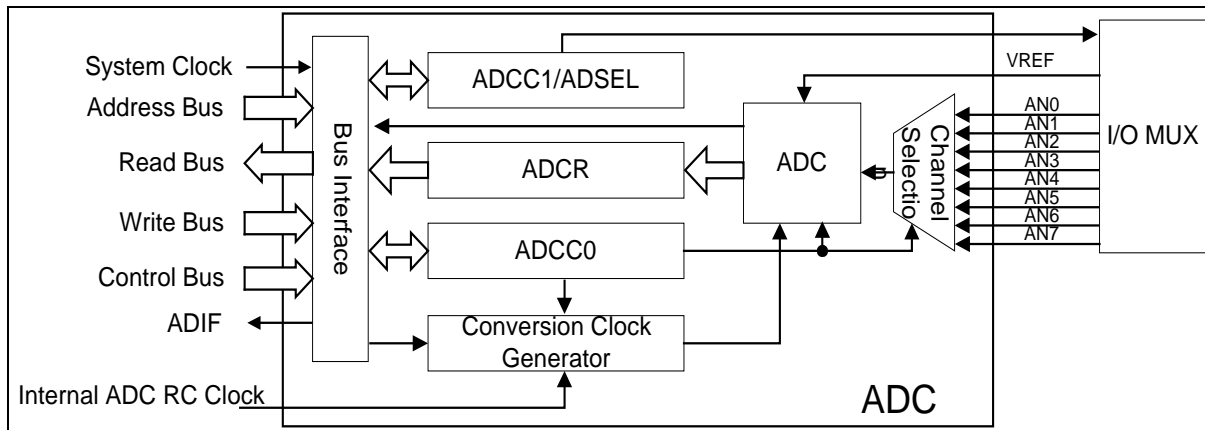 System Clock
Address Bus
Read Bus
Write Bus
Control Bus
ADIF
Internal ADC RC Clock
Bus Interface
ADCC1/ADSEL
ADCR
ADCC0
Conversion Clock
Generator
ADC
Channel
Selectio
n
VREF
AN0
AN1
AN2
AN3
AN4
AN5
AN6
AN7
I/O MUX
ADC